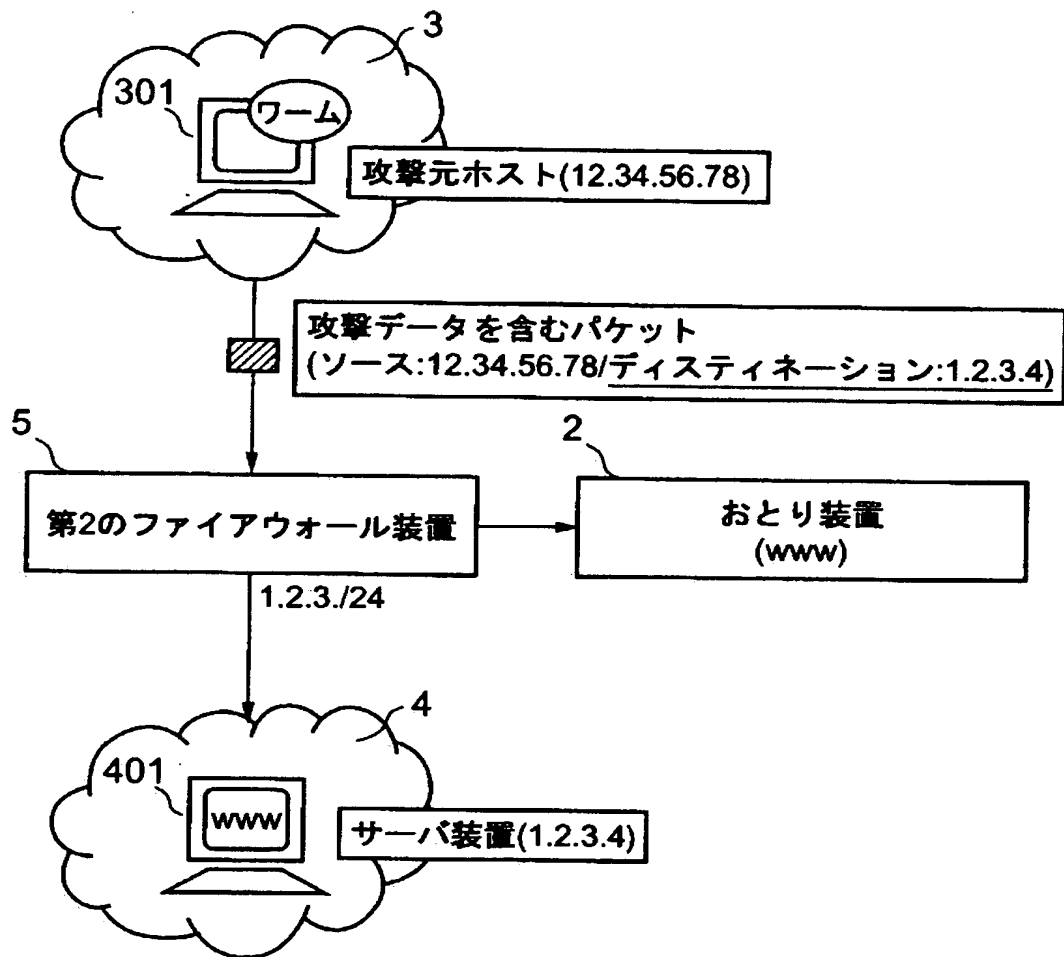 3
301
ワーム
攻撃元ホスト(12.34.56.78)
攻撃データを含むパケット
(ソース:12.34.56.78/ディスティネーション:1.2.3.4)
5
2
第2のファイアウォール装置
おとり装置
(www)
1.2.3./24
4
401
www
サーバ装置(1.2.3.4)